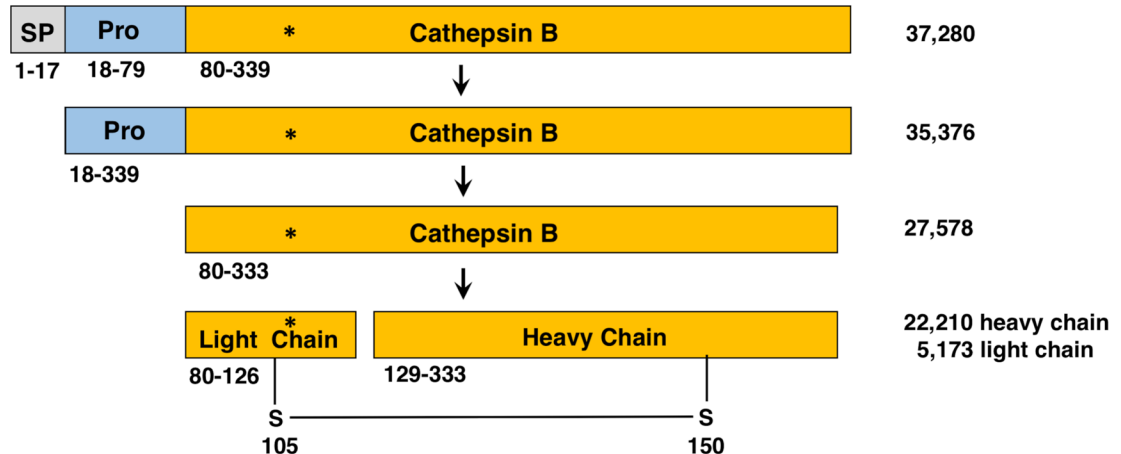 SP Pro * Cathepsin B 37,280
1-17 18-79 80-339
Pro * Cathepsin B 35,376
18-339
* Cathepsin B 27,578
80-333
* 22,210 heavy chain
Light Chain Heavy Chain 5,173 light chain
80-126 129-333
S S
105 150